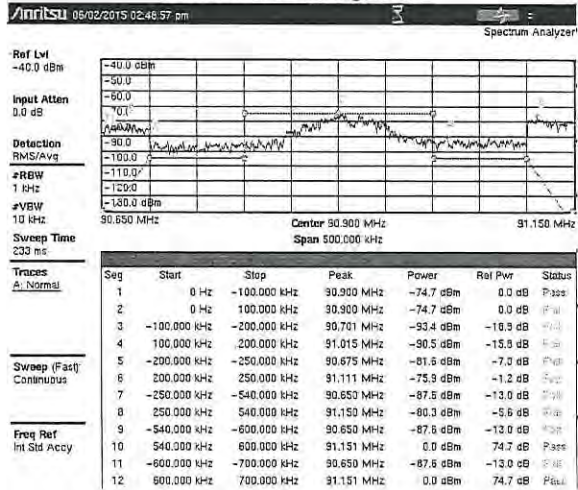 Anritsu 06/02/2015 02:48:57 pm
Spectrum Analyzer
Ref Lvl
-40.0 dBm
Input Atten
0.0 dB
Detection
RMS/Avg
#RBW
1 kHz
#VBW
10 kHz
Sweep Time
233 ms
Traces
A: Normal
Sweep (Fast)
Continuous
Freq Ref
Int Std Accy
-40.0 dBm
-50.0
-60.0
-90.0
-100.0
-110.0
-120.0
-130.0 dBm
90.650 MHz
Center 90.900 MHz
91.150 MHz
Span 500.000 kHz
Seg Start Stop Peak Power Rel Pwr Status
1 0 Hz -100.000 kHz 90.900 MHz -74.7 dBm 0.0 dB Pass
2 0 Hz 100.000 kHz 90.900 MHz -74.7 dBm 0.0 dB
3 -100.000 kHz -200.000 kHz 90.701 MHz -93.4 dBm
4 100.000 kHz 200.000 kHz 91.015 MHz -90.5 dBm -15.8 dB
5 -200.000 kHz -250.000 kHz 90.675 MHz -81.6 dBm -7.0 dB
6 200.000 kHz 250.000 kHz 91.111 MHz -75.9 dBm -1.2 dB
7 -250.000 kHz -540.000 kHz 90.650 MHz -87.6 dBm -13.0 dB
8 250.000 kHz 540.000 kHz 91.150 MHz -80.3 dBm -5.6 dB
9 -540.000 kHz -600.000 kHz 90.650 MHz -87.6 dBm -13.0 dB
10 540.000 kHz 600.000 kHz 91.151 MHz 0.0 dBm 74.7 dB Pass
11 -600.000 kHz -700.000 kHz 90.650 MHz -87.6 dBm -13.0 dB
12 600.000 kHz 700.000 kHz 91.151 MHz 0.0 dBm 74.7 dB Pass